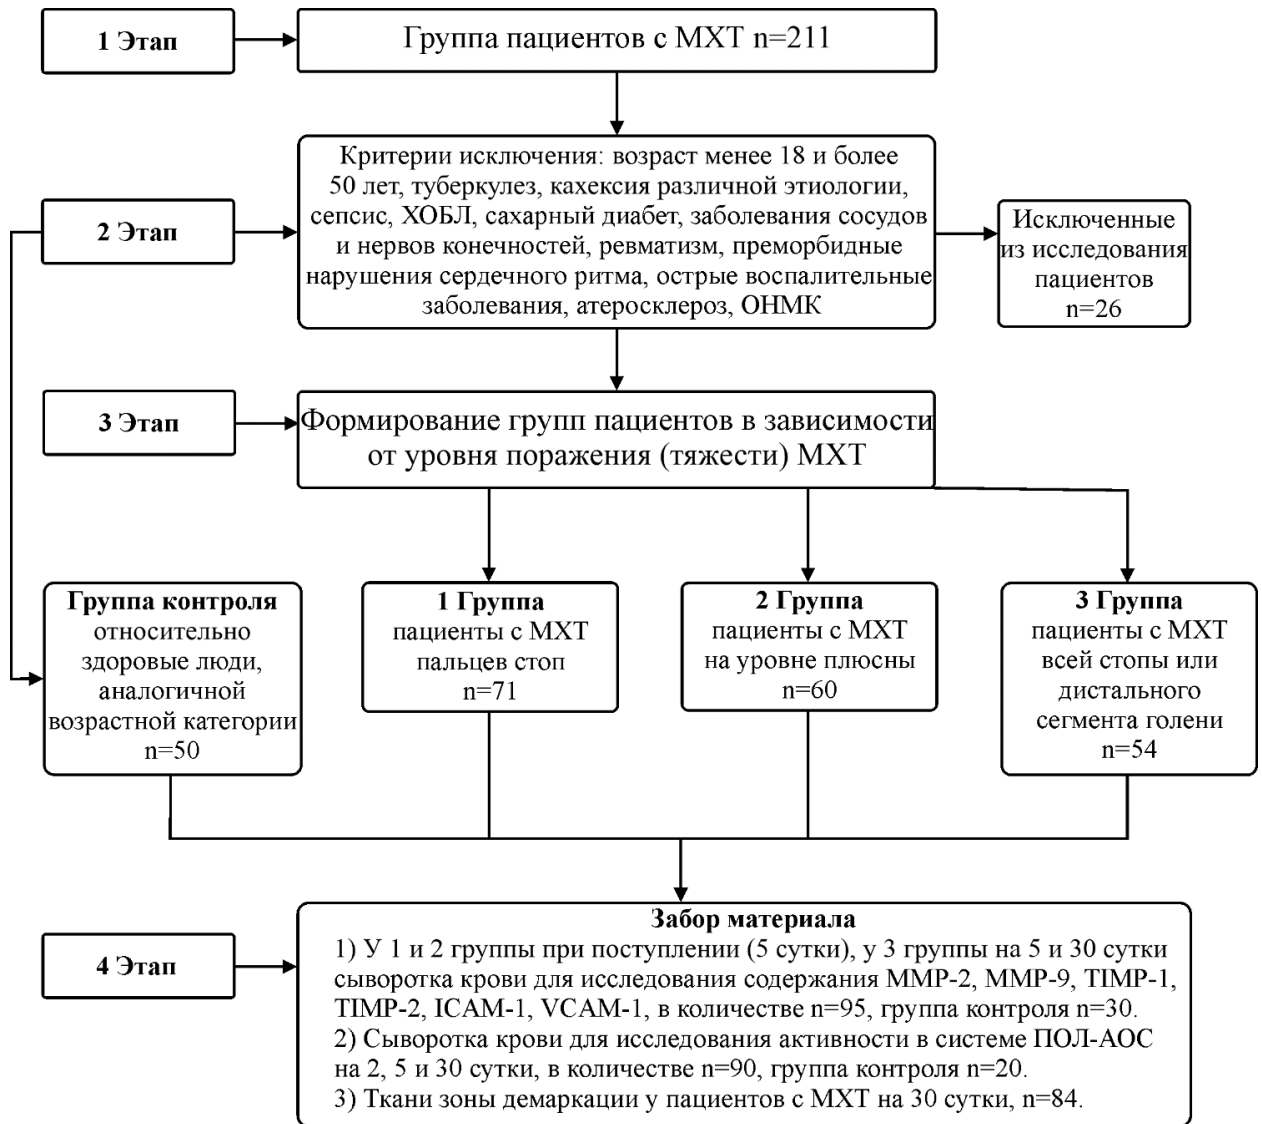 1 Этап
Группа пациентов с МХТ n=211
2 Этап
Критерии исключения: возраст менее 18 и более
50 лет, туберкулез, кахексия различной этиологии,
сепсис, ХОБЛ, сахарный диабет, заболевания сосудов
и нервов конечностей, ревматизм, преморбидные
нарушения сердечного ритма, острые воспалительные
заболевания, атеросклероз, ОНМК
Исключенные
из исследования
пациентов
n=26
3 Этап
Формирование групп пациентов в зависимости
от уровня поражения (тяжести) МХТ
Группа контроля
относительно
здоровые люди,
аналогичной
возрастной категории
n=50
1 Группа
пациенты с МХТ
пальцев стоп
n=71
2 Группа
пациенты с МХТ
на уровне плюсны
n=60
3 Группа
пациенты с МХТ
всей стопы или
дистального
сегмента голени
n=54
4 Этап
Забор материала
1) У 1 и 2 группы при поступлении (5 сутки), у 3 группы на 5 и 30 сутки
сыворотка крови для исследования содержания MMP-2, MMP-9, TIMP-1,
TIMP-2, ICAM-1, VCAM-1, в количестве n=95, группа контроля n=30.
2) Сыворотка крови для исследования активности в системе ПОЛ-АОС
на 2, 5 и 30 сутки, в количестве n=90, группа контроля n=20.
3) Ткани зоны демаркации у пациентов с МХТ на 30 сутки, n=84.